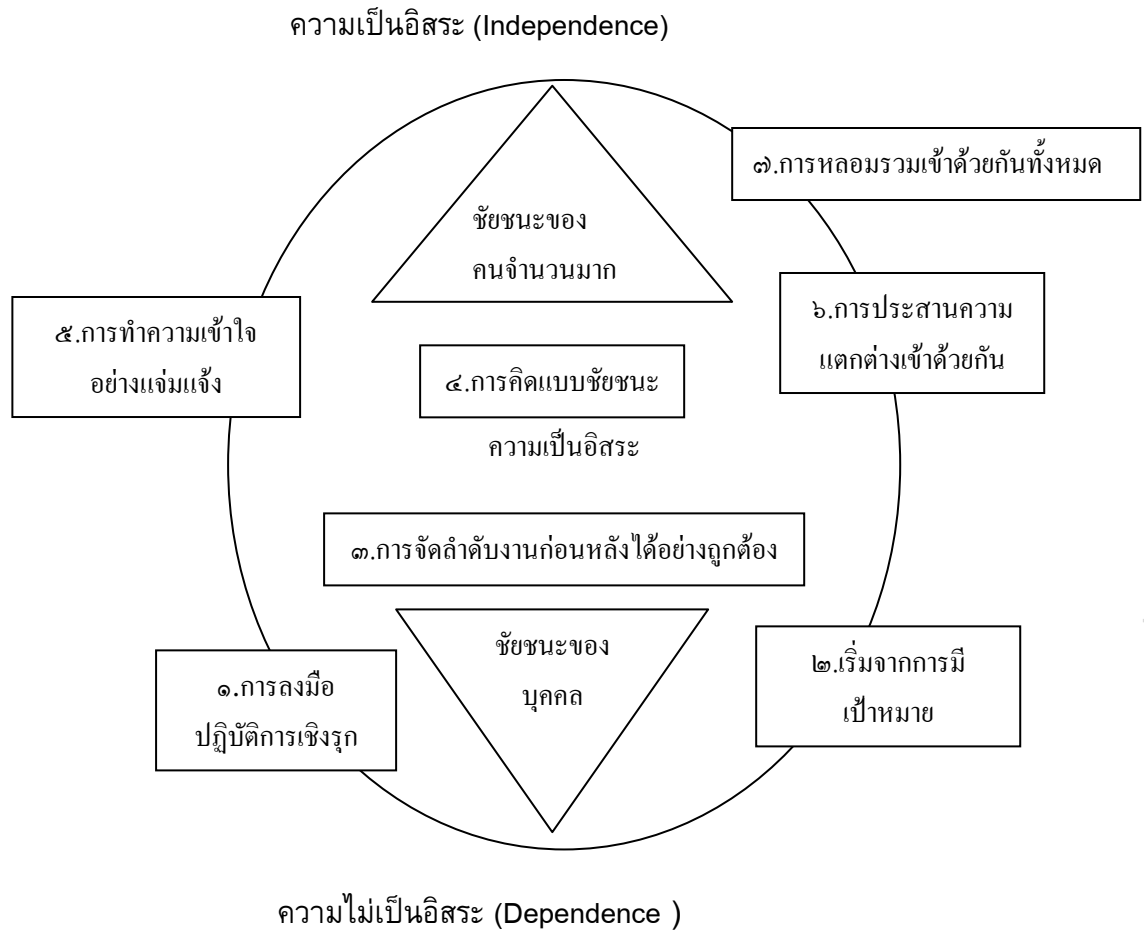 ความเป็นอิสระ (Independence)
๗.การหลอมรวมเข้าด้วยกันทั้งหมด
ชัยชนะของ
คนจำนวนมาก
๕.การทำความเข้าใจ
อย่างแจ่มแจ้ง
๖.การประสานความ
แตกต่างเข้าด้วยกัน
๔.การคิดแบบชัยชนะ
ความเป็นอิสระ
๓.การจัดลำดับงานก่อนหลังได้อย่างถูกต้อง
ชัยชนะของ
บุคคล
๑.การลงมือ
ปฏิบัติการเชิงรุก
๒.เริ่มจากการมี
เป้าหมาย
ความไม่เป็นอิสระ (Dependence )